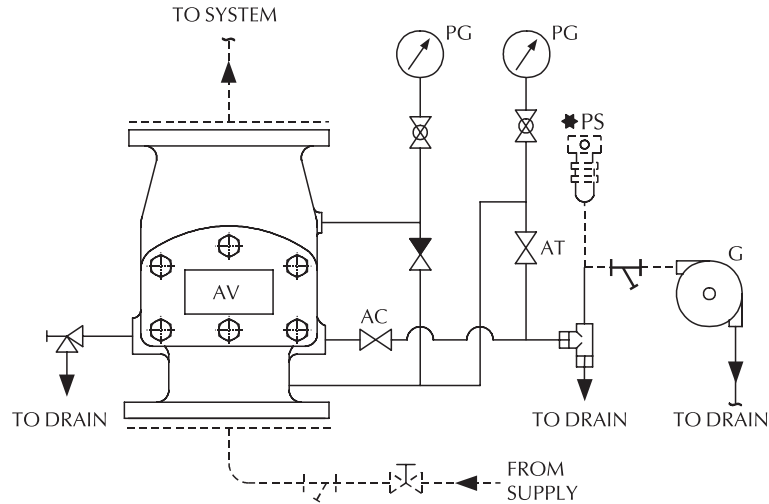 TO SYSTEM
PG
PG
✷PS
AT
G
AV
AC
TO DRAIN
TO DRAIN
TO DRAIN
FROM
SUPPLY